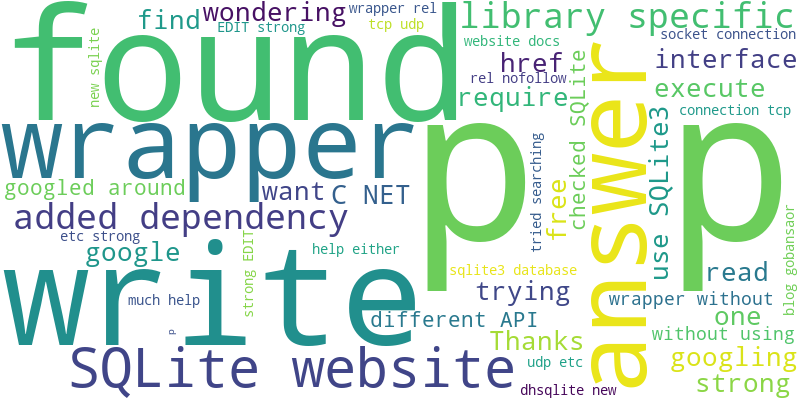 found
find
wondering
wrapper rel
tcp udp
EDIT strong
new sqlite
library specific
website docs
socket connection
href
interface
rel nofollow
require
execute
checked SQLite
answer
connection tcp
wrapper
p
p
googled around
want
C NET
free
use SQLite3
tried searching
added dependency
etc strong
google
strong EDIT
help either
write
much help
p
sqlite3 database
read
trying
wrapper without
blog gobansaor
different API
one
Thanks
without using
SQLite website
udp etc
googling
dhsqlite new
strong